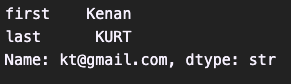 first    Kenan
last      KURT
Name: kt@gmail.com, dtype: str